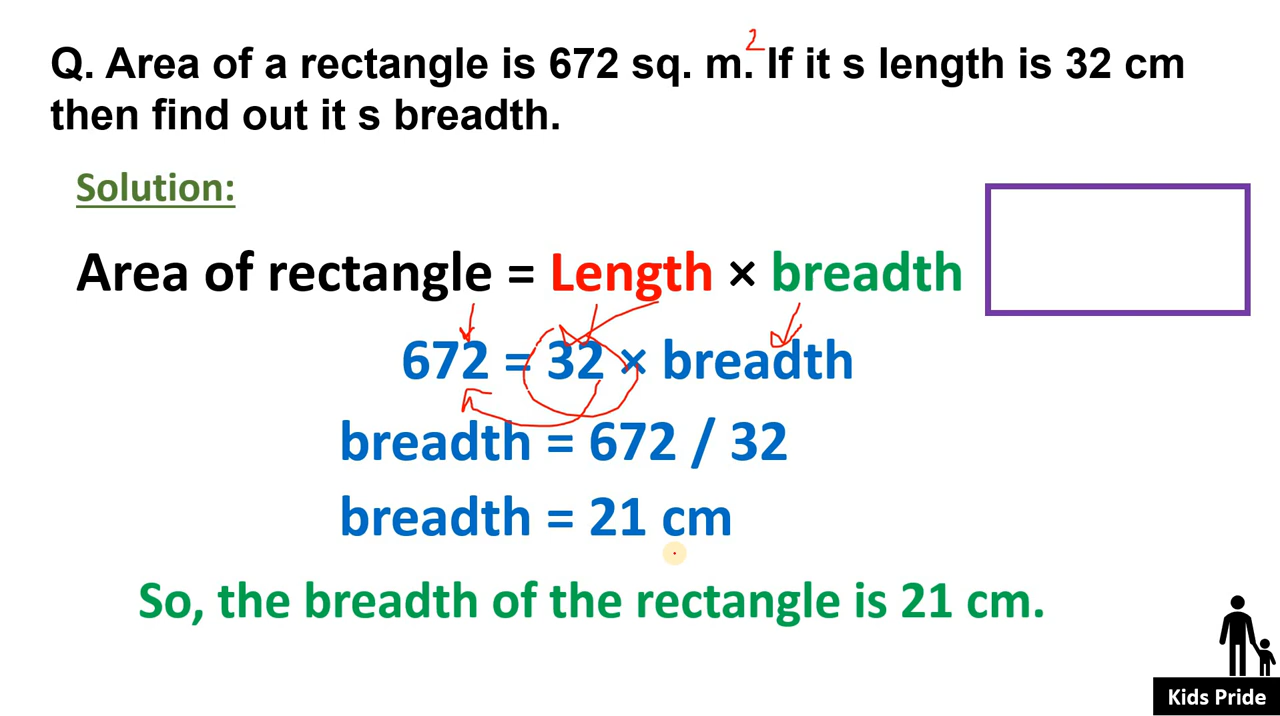 Q. Area of a rectangle is 672 sq. m.² If it s length is 32 cm
then find out it s breadth.
Solution:
Area of rectangle = Length × breadth
672 = 32 × breadth
breadth = 672 / 32
breadth = 21 cm
So, the breadth of the rectangle is 21 cm.
Kids Pride